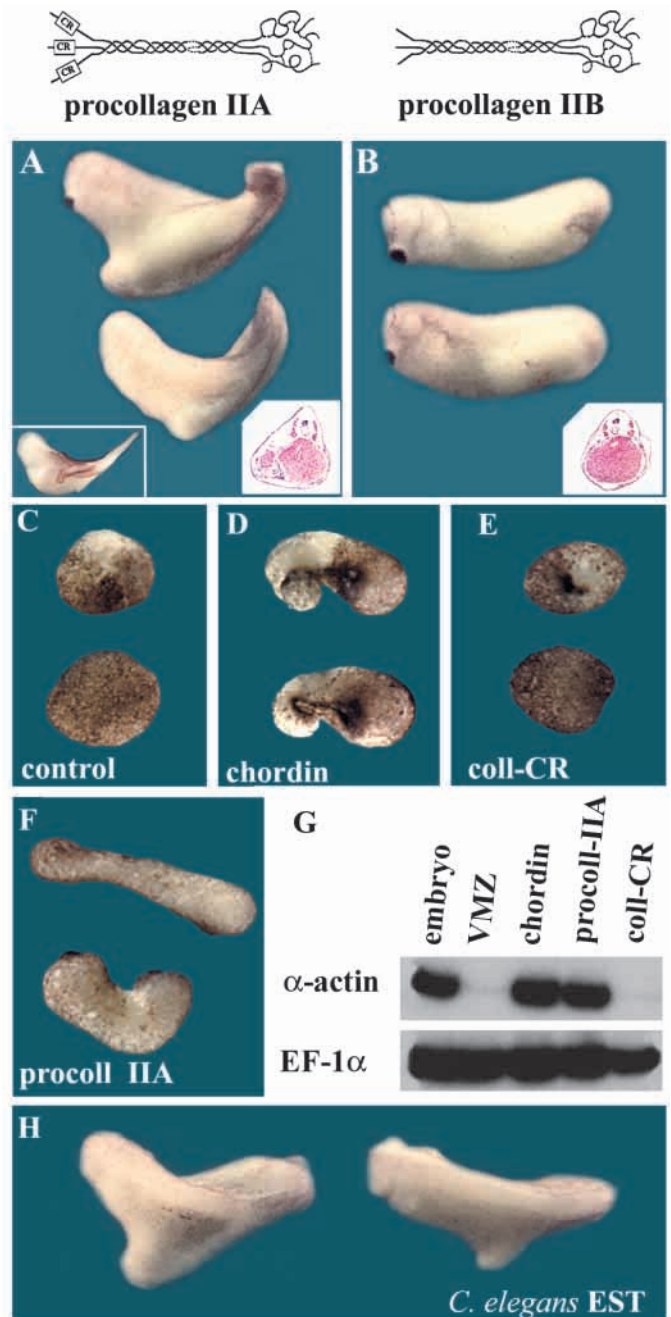 CR
CR
CR
procollagen IIA
procollagen IIB
A
B
C
control
D
chordin
E
coll-CR
F
procoll IIA
G
embryo
VMZ
chordin
procoll-IIA
coll-CR
α-actin
EF-1α
H
C. elegans EST